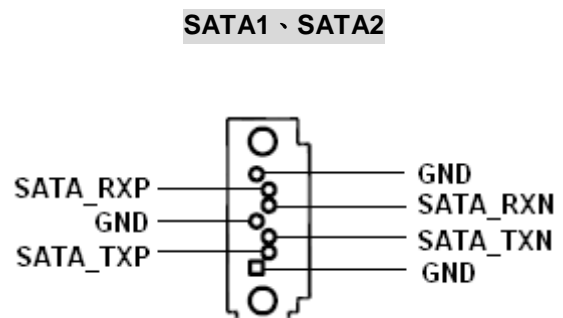 SATA1、SATA2
GND
SATA_RXP
SATA_RXN
GND
SATA_TXN
SATA_TXP
GND